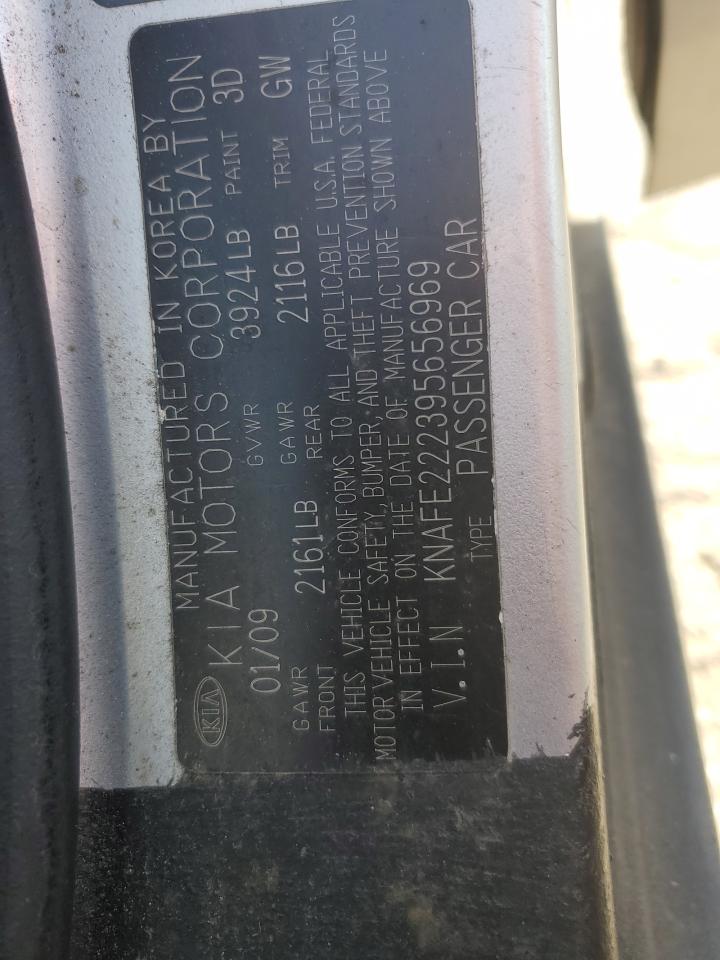 MANUFACTURED IN KOREA BY
KIA KIA MOTORS CORPORATION
01/09 GVWR 3924LB PAINT 3D
GAWR FRONT 2161LB GAWR REAR 2116LB TRIM GW
THIS VEHICLE CONFORMS TO ALL APPLICABLE U.S.A. FEDERAL
MOTOR VEHICLE SAFETY, BUMPER, AND THEFT PREVENTION STANDARDS
IN EFFECT ON THE DATE OF MANUFACTURE SHOWN ABOVE
V.I.N KNAFE222395656969
TYPE PASSENGER CAR